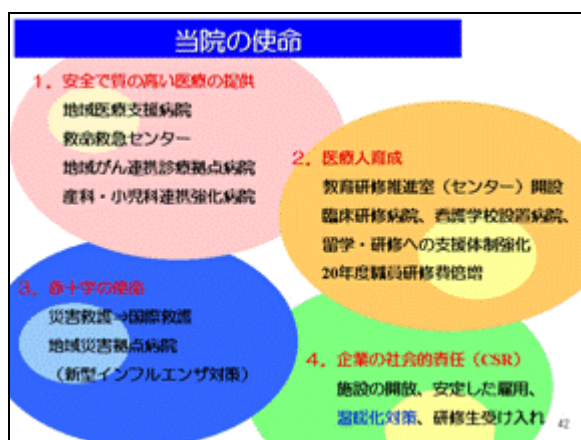 当院の使命
1. 安全で質の高い医療の提供
地域医療支援病院
救命救急センター
地域がん連携診療拠点病院
産科・小児科連携強化病院
2. 医療人育成
教育研修推進室（センター）開設
臨床研修病院、看護学校設置病院、
留学・研修への支援体制強化
20年度職員研修費倍増
3. 赤十字の使命
災害救護⇒国際救護
地域災害拠点病院
（新型インフルエンザ対策）
4. 企業の社会的責任（CSR）
施設の開放、安定した雇用、
温暖化対策、研修生受け入れ
42